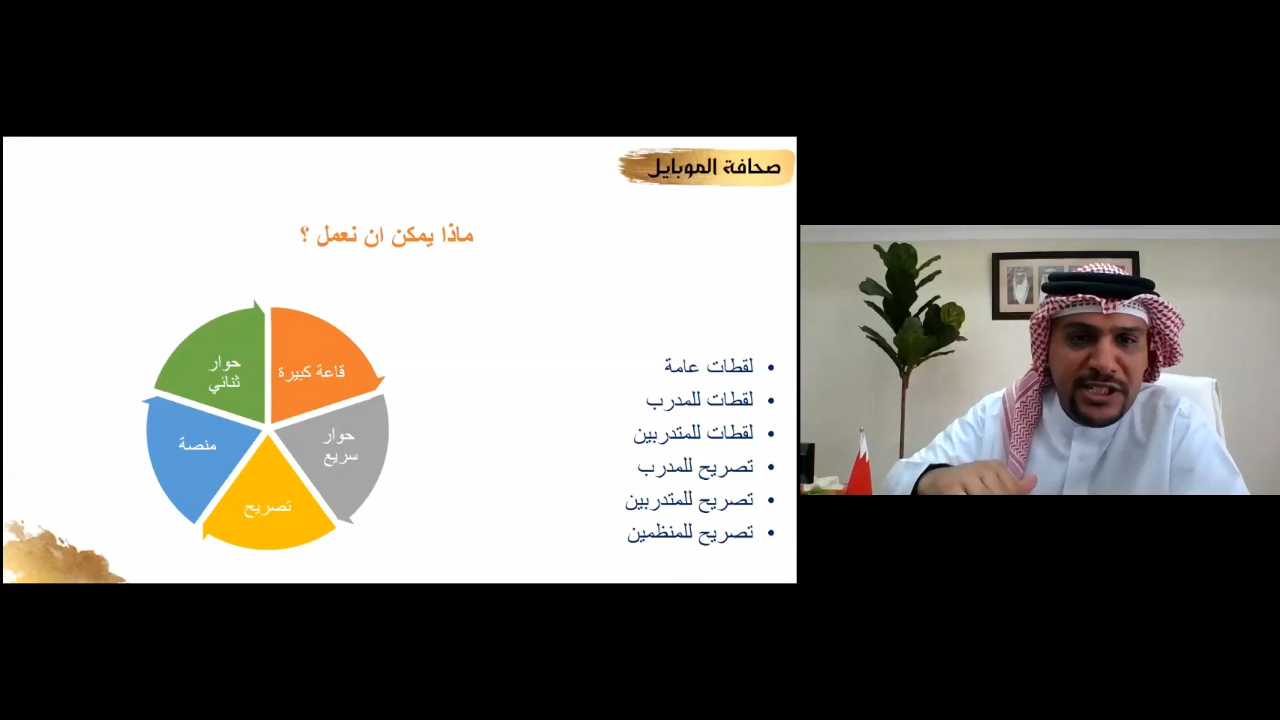 صحافة الموبايل
ماذا يمكن ان نعمل ؟
لقطات عامة
لقطات للمدرب
لقطات للمتدربين
تصريح للمدرب
تصريح للمتدربين
تصريح للمنظمين
قاعة كبيرة
حوار
سريع
تصريح
منصة
حوار
ثنائي